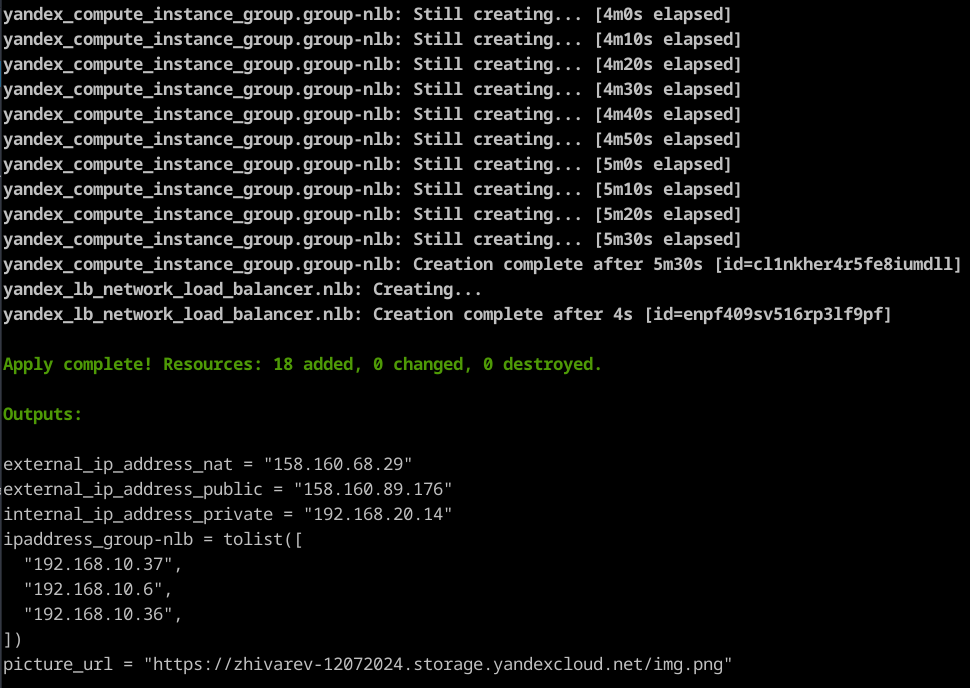 yandex_compute_instance_group.group-nlb: Still creating... [4m0s elapsed]
yandex_compute_instance_group.group-nlb: Still creating... [4m10s elapsed]
yandex_compute_instance_group.group-nlb: Still creating... [4m20s elapsed]
yandex_compute_instance_group.group-nlb: Still creating... [4m30s elapsed]
yandex_compute_instance_group.group-nlb: Still creating... [4m40s elapsed]
yandex_compute_instance_group.group-nlb: Still creating... [4m50s elapsed]
yandex_compute_instance_group.group-nlb: Still creating... [5m0s elapsed]
yandex_compute_instance_group.group-nlb: Still creating... [5m10s elapsed]
yandex_compute_instance_group.group-nlb: Still creating... [5m20s elapsed]
yandex_compute_instance_group.group-nlb: Still creating... [5m30s elapsed]
yandex_compute_instance_group.group-nlb: Creation complete after 5m30s [id=cl1nkher4r5fe8iumdll]
yandex_lb_network_load_balancer.nlb: Creating...
yandex_lb_network_load_balancer.nlb: Creation complete after 4s [id=enpf409sv516rp3lf9pf]
Apply complete! Resources: 18 added, 0 changed, 0 destroyed.
Outputs:
external_ip_address_nat = "158.160.68.29"
external_ip_address_public = "158.160.89.176"
internal_ip_address_private = "192.168.20.14"
ipaddress_group-nlb = tolist([
  "192.168.10.37",
  "192.168.10.6",
  "192.168.10.36",
])
picture_url = "https://zhivarev-12072024.storage.yandexcloud.net/img.png"